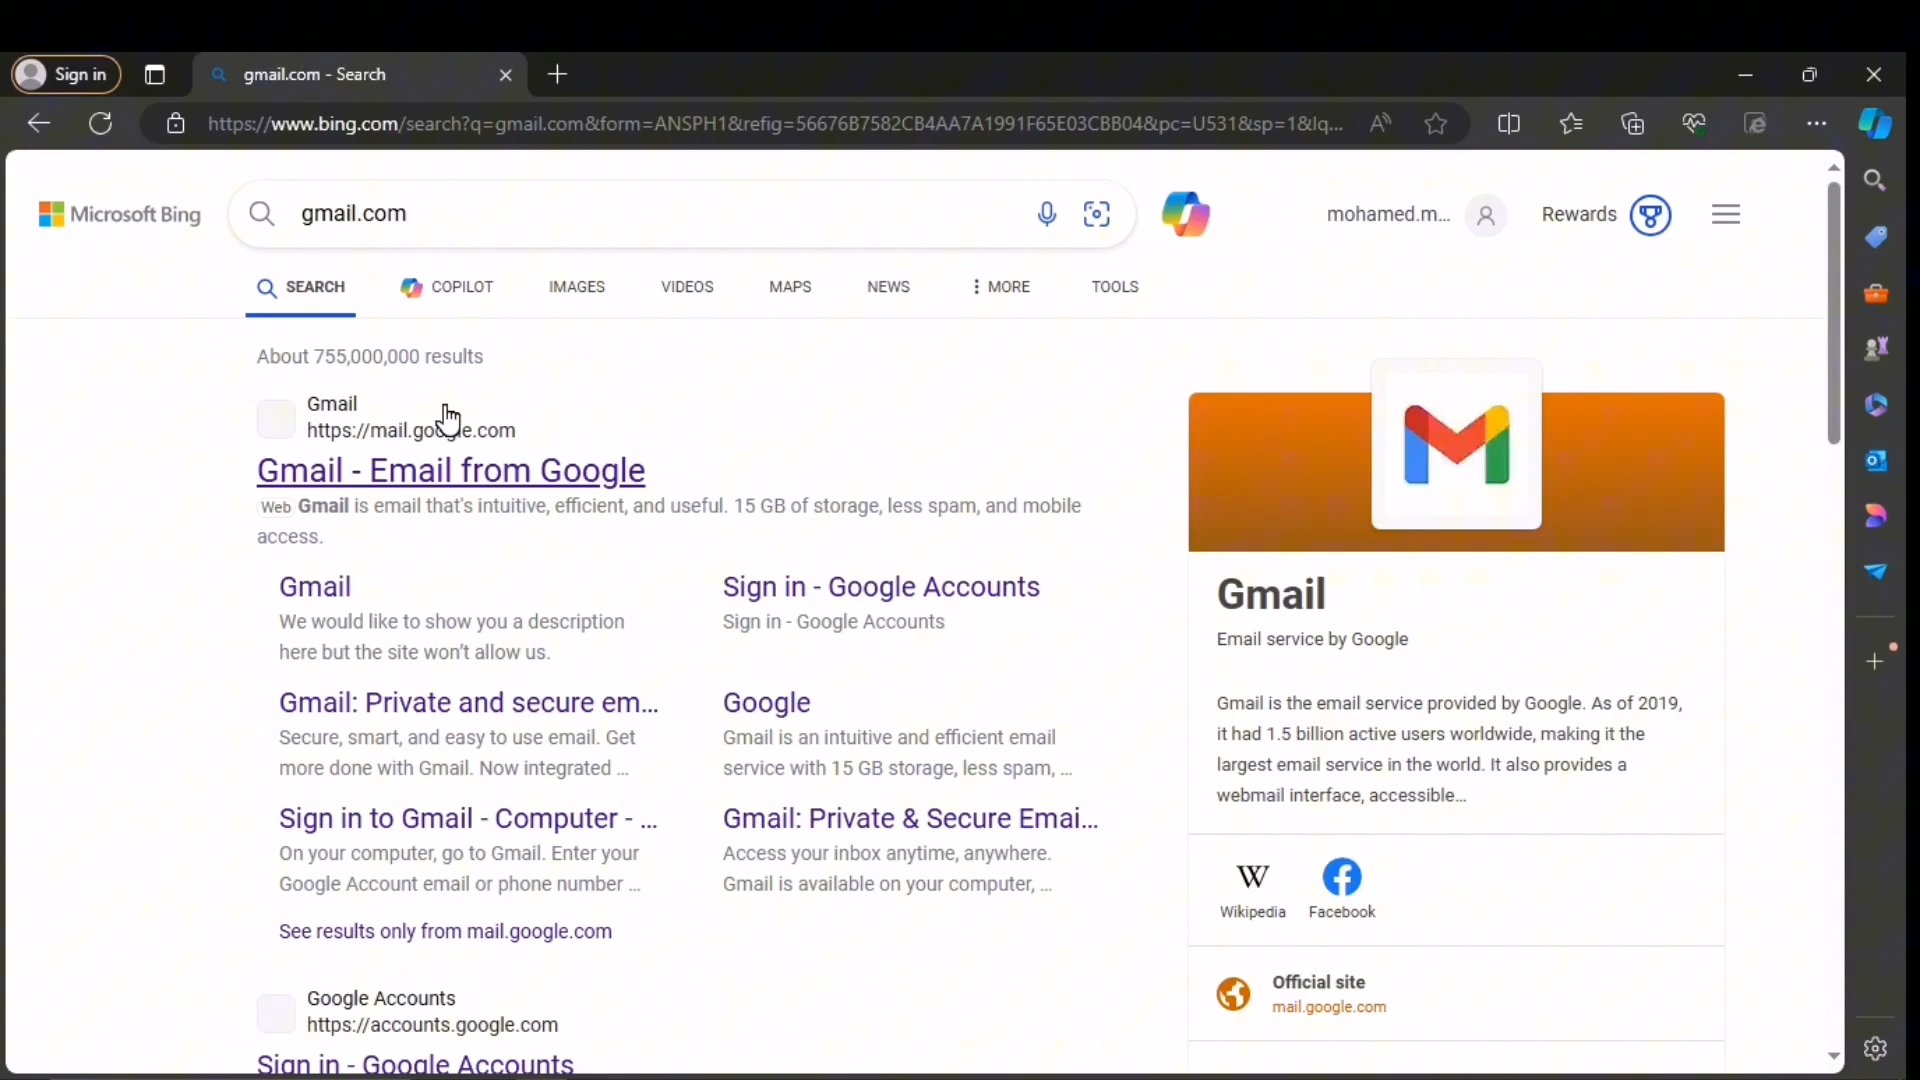 Sign in
gmail.com - Search
https://www.bing.com/search?q=gmail.com&form=ANSPH1&refig=56676B7582CB4AA7A1991F65E03CBB04&pc=U531&sp=1&lq...
Microsoft Bing
gmail.com
mohamed.m...
Rewards
SEARCH
COPILOT
IMAGES
VIDEOS
MAPS
NEWS
MORE
TOOLS
About 755,000,000 results
Gmail
https://mail.google.com
Gmail - Email from Google
Web Gmail is email that's intuitive, efficient, and useful. 15 GB of storage, less spam, and mobile
access.
Gmail
We would like to show you a description
here but the site won't allow us.
Sign in - Google Accounts
Sign in - Google Accounts
Gmail: Private and secure em...
Secure, smart, and easy to use email. Get
more done with Gmail. Now integrated ...
Google
Gmail is an intuitive and efficient email
service with 15 GB storage, less spam, ...
Sign in to Gmail - Computer - ...
On your computer, go to Gmail. Enter your
Google Account email or phone number ...
Gmail: Private & Secure Emai...
Access your inbox anytime, anywhere.
Gmail is available on your computer, ...
See results only from mail.google.com
Google Accounts
https://accounts.google.com
Sign in - Google Accounts
Gmail
Email service by Google
Gmail is the email service provided by Google. As of 2019,
it had 1.5 billion active users worldwide, making it the
largest email service in the world. It also provides a
webmail interface, accessible...
W
Wikipedia
Facebook
Official site
mail.google.com